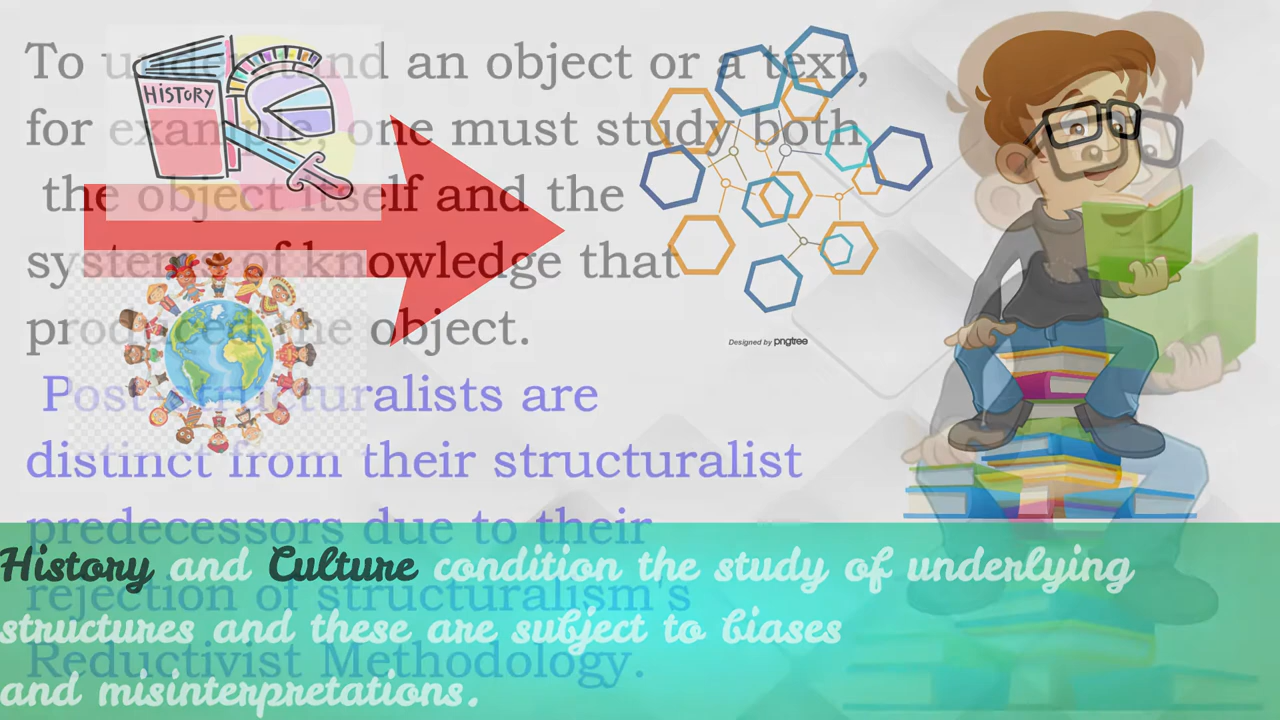 To understand an object or a text,
for example, one must study both
the object itself and the
systems of knowledge that
produced the object.
Post-structuralists are
distinct from their structuralist
predecessors due to their
rejection of structuralism's
Reductivist Methodology.
HISTORY
Designed by pngtree
History and Culture condition the study of underlying
structures and these are subject to biases
and misinterpretations.